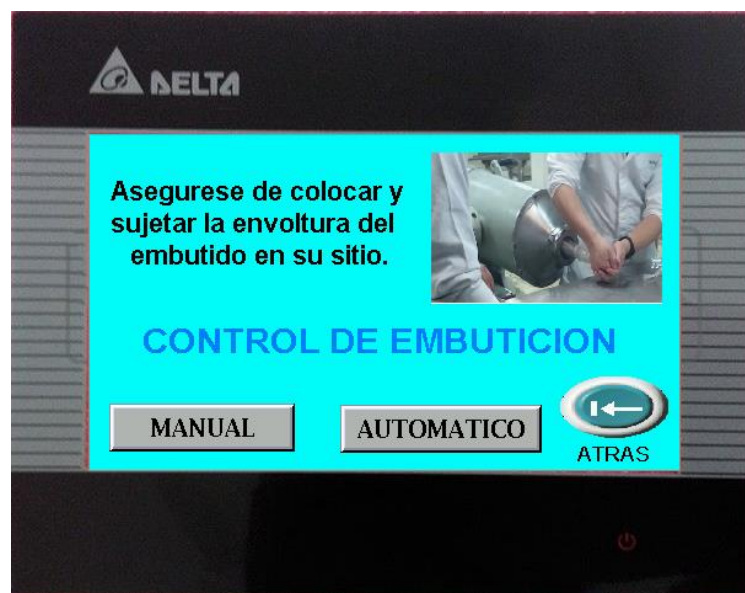 DELTA
Asegurese de colocar y
sujetar la envoltura del
embutido en su sitio.
CONTROL DE EMBUTICION
MANUAL
AUTOMATICO
ATRAS